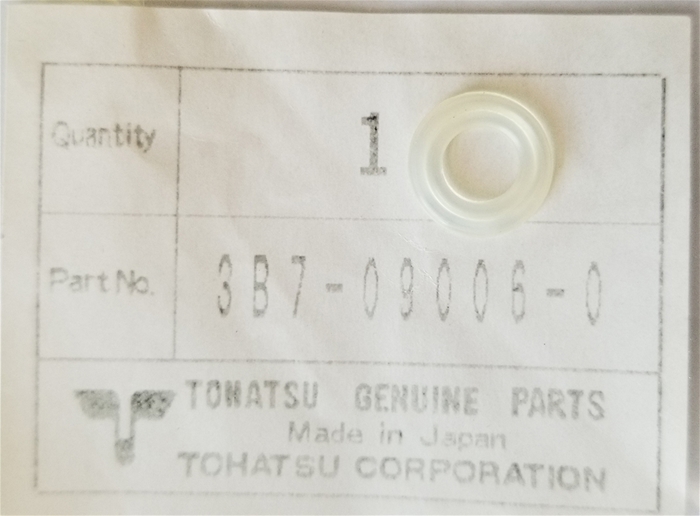 Quantity 1
Part No. 3B7-09006-0
TOHATSU GENUINE PARTS
Made in Japan
TOHATSU CORPORATION